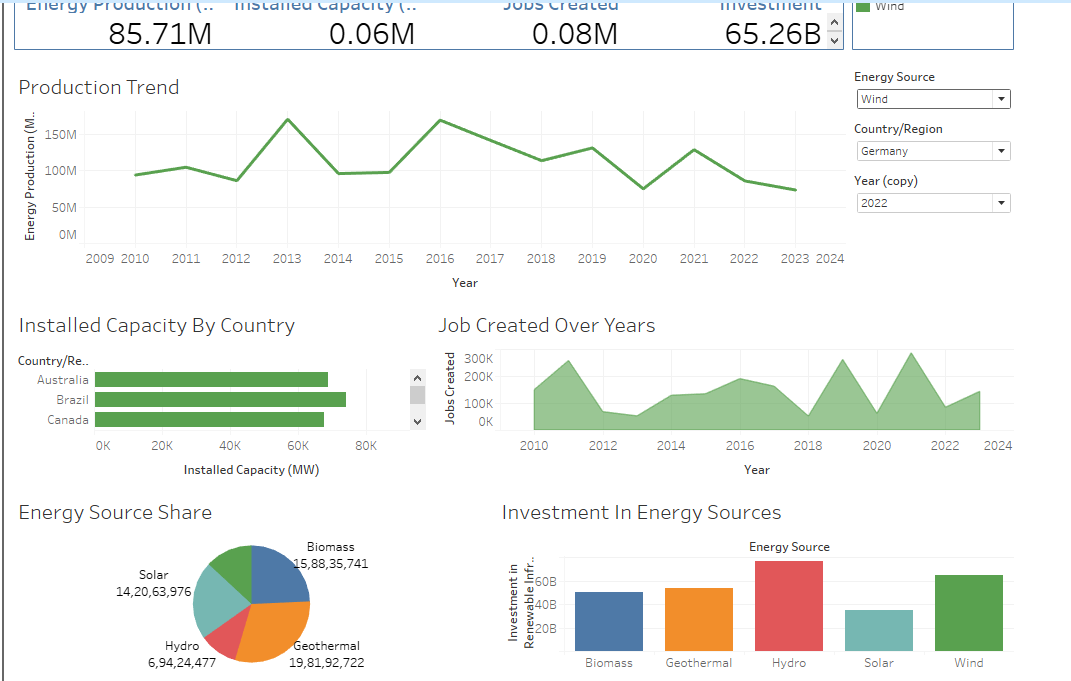 Energy Production (.. Installed Capacity (.. Jobs Created Investment
85.71M 0.06M 0.08M 65.26B
Wind
Production Trend
Energy Source
Wind
Country/Region
Germany
Year (copy)
2022
Energy Production (M..
150M
100M
50M
0M
2009 2010 2011 2012 2013 2014 2015 2016 2017 2018 2019 2020 2021 2022 2023 2024
Year
Installed Capacity By Country
Country/Re..
Australia
Brazil
Canada
0K 20K 40K 60K 80K
Installed Capacity (MW)
Job Created Over Years
Jobs Created
300K
200K
100K
0K
2010 2012 2014 2016 2018 2020 2022 2024
Year
Energy Source Share
Biomass
15,88,35,741
Solar
14,20,63,976
Hydro
6,94,24,477
Geothermal
19,81,92,722
Investment In Energy Sources
Energy Source
Investment in
Renewable Infr..
60B
40B
20B
Biomass Geothermal Hydro Solar Wind